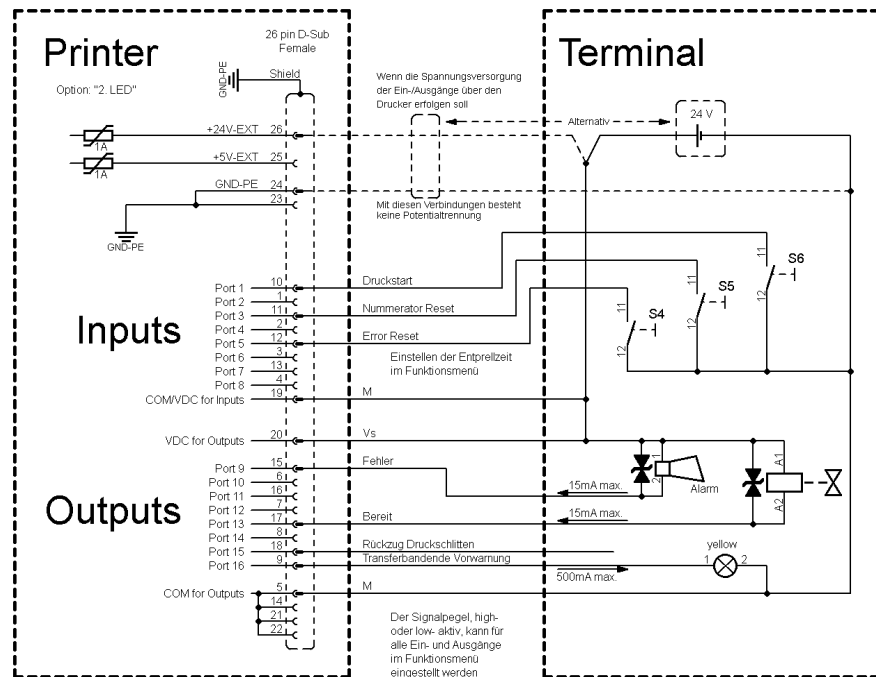 Printer
Option: "2. LED"
26 pin D-Sub
Female
GND-PE
Shield
Wenn die Spannungsversorgung
der Ein-/Ausgänge über den
Drucker erfolgen soll
Terminal
24 V
Alternativ
+24V-EXT 26
1A
+5V-EXT 25
1A
GND-PE 24
23
GND-PE
Mit diesen Verbindungen besteht
keine Potentialtrennung
Inputs
Port 1 10 Druckstart
Port 2 1
Port 3 11 Nummerator Reset
Port 4 2
Port 5 12 Error Reset
Port 6 3
Port 7 13
Port 8 4
COM/VDC for Inputs 19 M
Einstellen der Entprellzeit
im Funktionsmenü
11 12 S4
11 12 S5
11 12 S6
VDC for Outputs 20 Vs
Outputs
Port 9 15 Fehler
Port 10 6
Port 11 16
Port 12 7
Port 13 17 Bereit
Port 14 8
Port 15 18 Rückzug Druckschlitten
Port 16 9 Transferbandende Vorwarnung
COM for Outputs 5 M
14
21
22
15mA max.
15mA max.
500mA max.
1 2 Alarm
A1 A2
yellow
1 2
Der Signalpegel, high-
oder low- aktiv, kann für
alle Ein- und Ausgänge
im Funktionsmenü
eingestellt werden